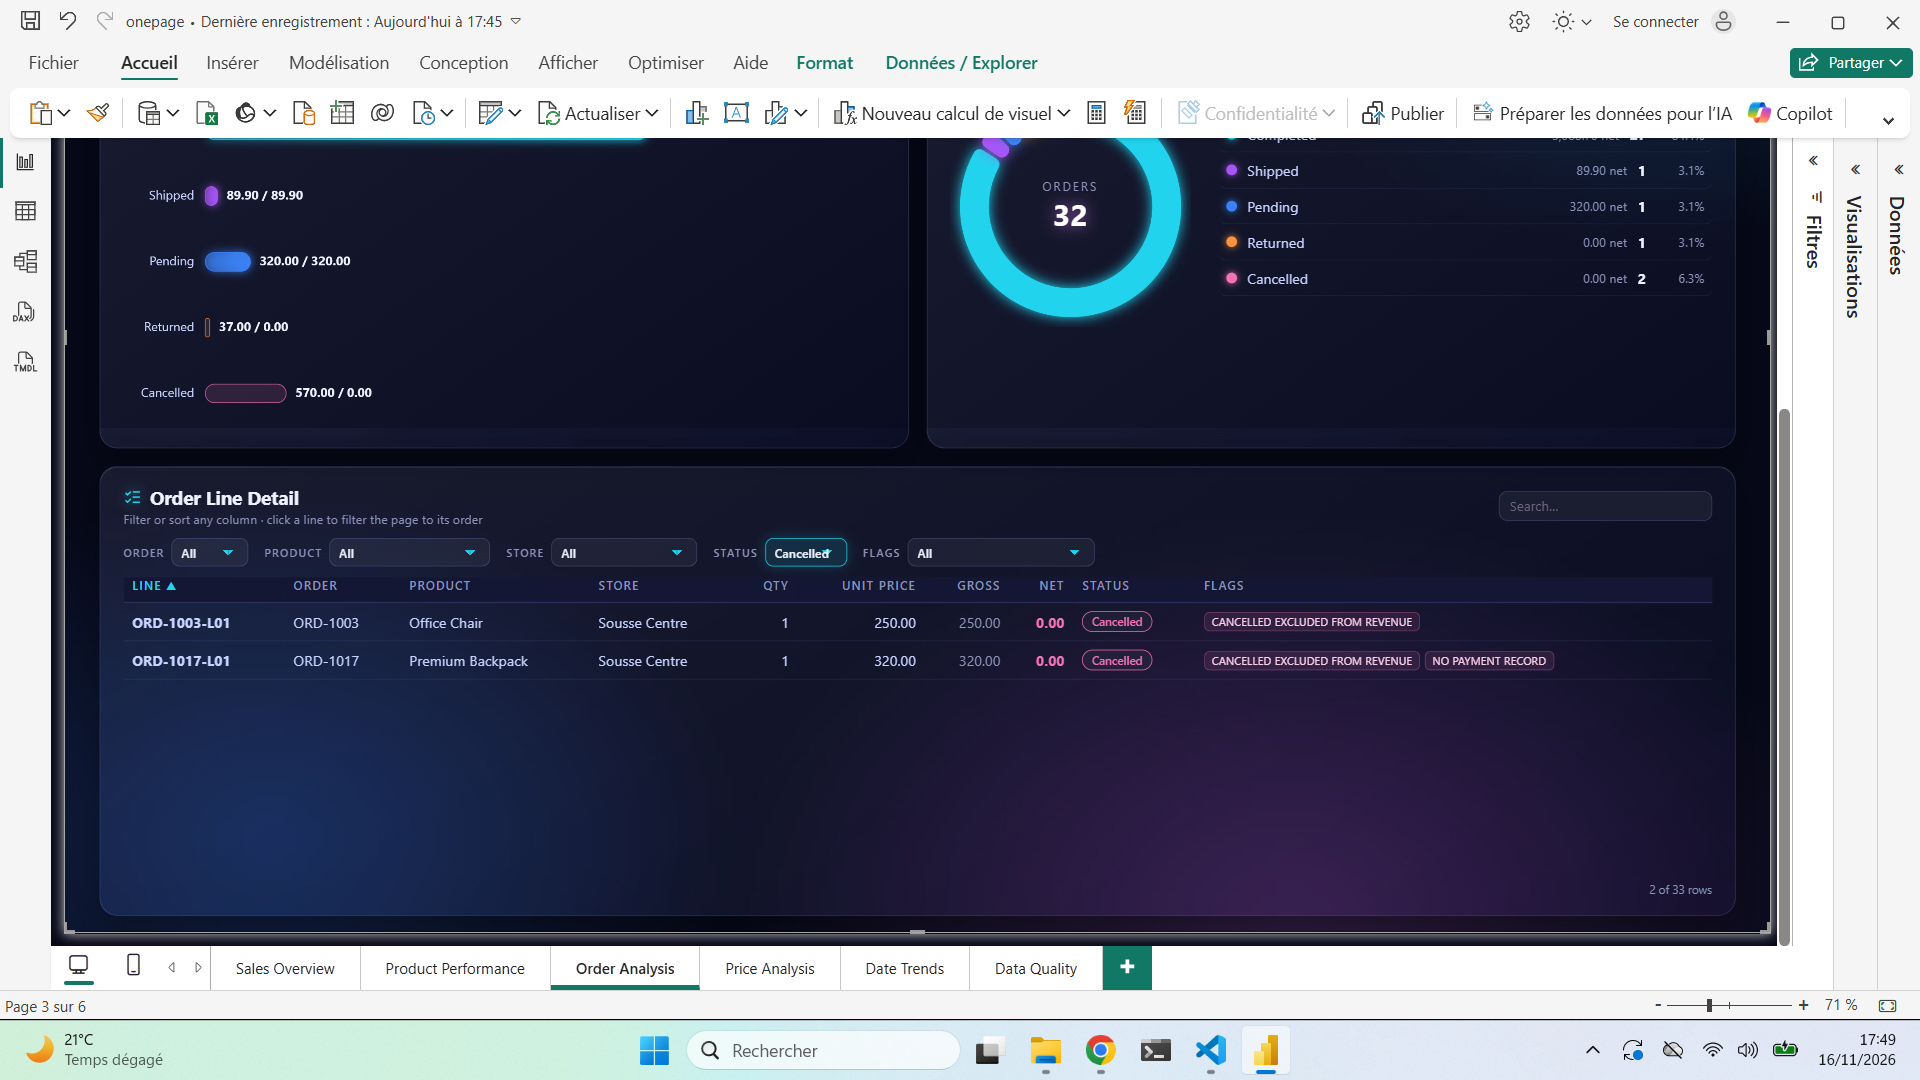 onepage • Dernière enregistrement : Aujourd'hui à 17:45
Se connecter
Fichier Accueil Insérer Modélisation Conception Afficher Optimiser Aide Format Données / Explorer
Partager
Actualiser Nouveau calcul de visuel Confidentialité Publier Préparer les données pour l'IA Copilot
DAX
TMDL
Shipped 89.90 / 89.90
Pending 320.00 / 320.00
Returned 37.00 / 0.00
Cancelled 570.00 / 0.00
ORDERS
32
Completed
Shipped 89.90 net 1 3.1%
Pending 320.00 net 1 3.1%
Returned 0.00 net 1 3.1%
Cancelled 0.00 net 2 6.3%
Filtres
Visualisations
Données
Order Line Detail
Filter or sort any column · click a line to filter the page to its order
Search...
ORDER All PRODUCT All STORE All STATUS Cancelled FLAGS All
LINE ▲ ORDER PRODUCT STORE QTY UNIT PRICE GROSS NET STATUS FLAGS
ORD-1003-L01 ORD-1003 Office Chair Sousse Centre 1 250.00 250.00 0.00 Cancelled CANCELLED EXCLUDED FROM REVENUE
ORD-1017-L01 ORD-1017 Premium Backpack Sousse Centre 1 320.00 320.00 0.00 Cancelled CANCELLED EXCLUDED FROM REVENUE NO PAYMENT RECORD
2 of 33 rows
Sales Overview Product Performance Order Analysis Price Analysis Date Trends Data Quality
Page 3 sur 6
- + 71 %
21°C
Temps dégagé
Rechercher
17:49
16/11/2026